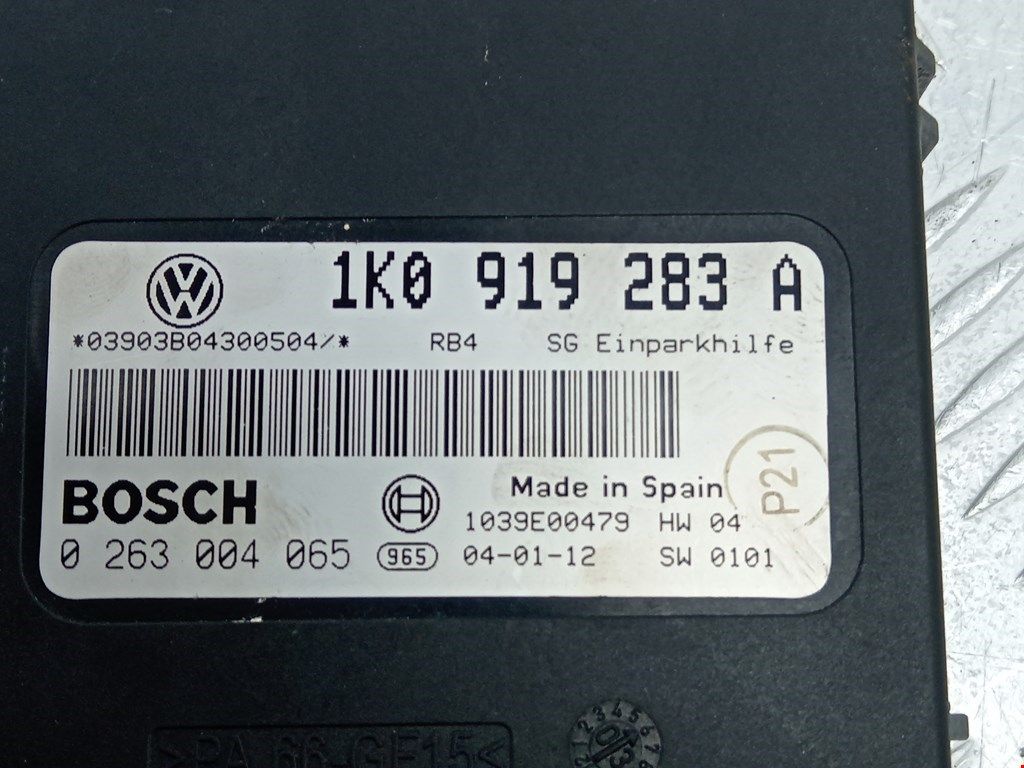 1K0 919 283 A
*03903B04300504/* RB4 SG Einparkhilfe
BOSCH
Made in Spain
1039E00479 HW 04
0 263 004 065 965 04-01-12 SW 0101
P21
>PA 66-GF15<